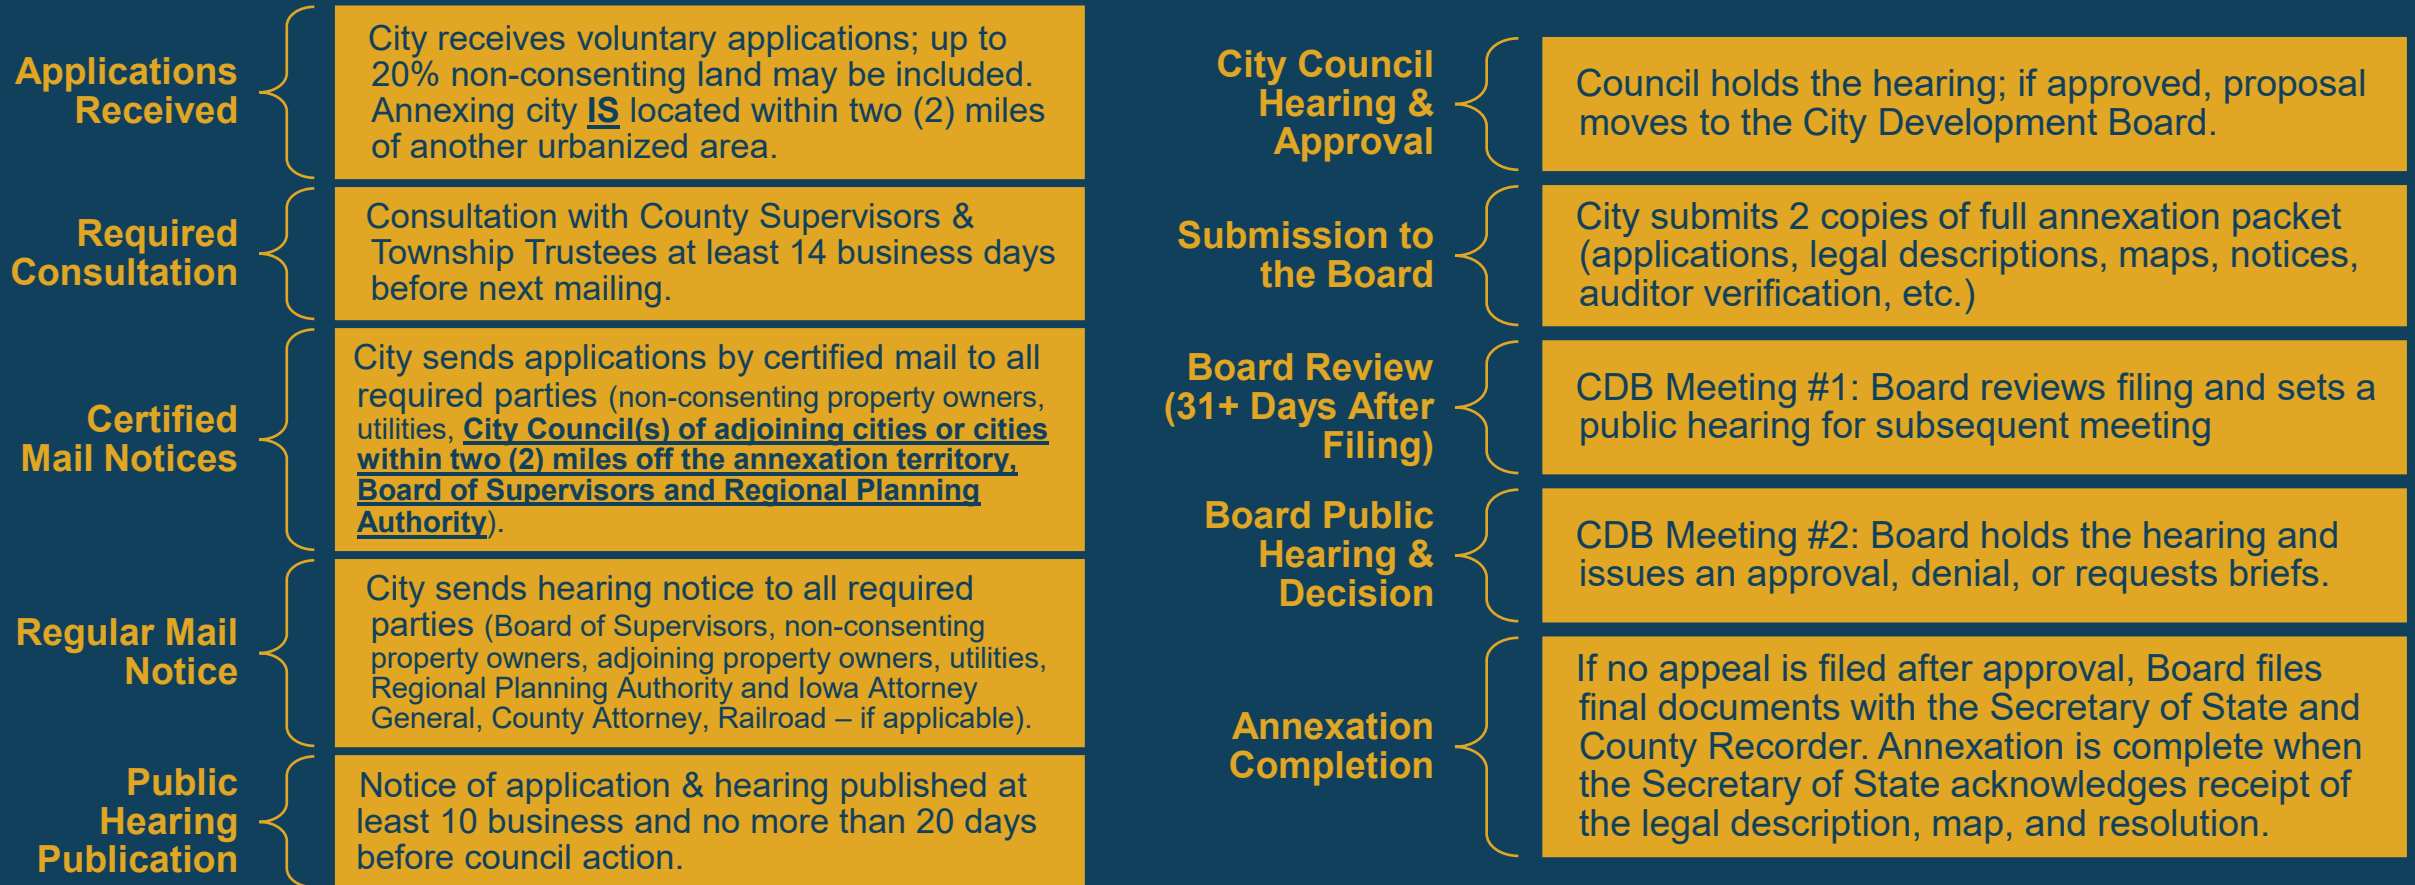 Applications
Received
City receives voluntary applications; up to
20% non-consenting land may be included.
Annexing city IS located within two (2) miles
of another urbanized area.
Required
Consultation
Consultation with County Supervisors &
Township Trustees at least 14 business days
before next mailing.
Certified
Mail Notices
City sends applications by certified mail to all
required parties (non-consenting property owners,
utilities, City Council(s) of adjoining cities or cities
within two (2) miles off the annexation territory,
Board of Supervisors and Regional Planning
Authority).
Regular Mail
Notice
City sends hearing notice to all required
parties (Board of Supervisors, non-consenting
property owners, adjoining property owners, utilities,
Regional Planning Authority and Iowa Attorney
General, County Attorney, Railroad – if applicable).
Public
Hearing
Publication
Notice of application & hearing published at
least 10 business and no more than 20 days
before council action.
City Council
Hearing &
Approval
Council holds the hearing; if approved, proposal
moves to the City Development Board.
Submission to
the Board
City submits 2 copies of full annexation packet
(applications, legal descriptions, maps, notices,
auditor verification, etc.)
Board Review
(31+ Days After
Filing)
CDB Meeting #1: Board reviews filing and sets a
public hearing for subsequent meeting
Board Public
Hearing &
Decision
CDB Meeting #2: Board holds the hearing and
issues an approval, denial, or requests briefs.
Annexation
Completion
If no appeal is filed after approval, Board files
final documents with the Secretary of State and
County Recorder. Annexation is complete when
the Secretary of State acknowledges receipt of
the legal description, map, and resolution.